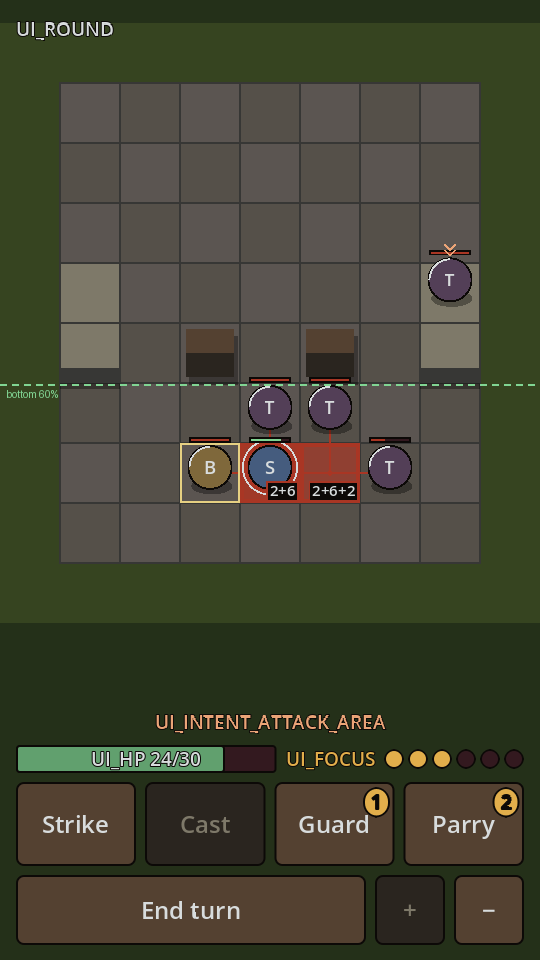 UI_ROUND
T
bottom 60%
T T
B S T
2+6 2+6+2
UI_INTENT_ATTACK_AREA
UI_HP 24/30 UI_FOCUS
Strike Cast Guard 1 Parry 2
End turn + −